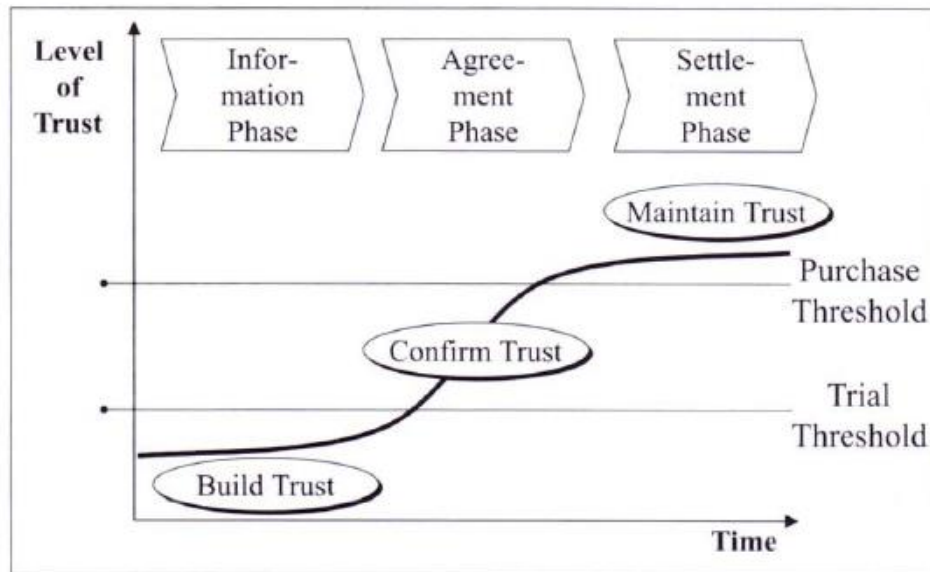 Level
of
Trust
Infor-
mation
Phase
Agree-
ment
Phase
Settle-
ment
Phase
Maintain Trust
Purchase
Threshold
Confirm Trust
Trial
Threshold
Build Trust
Time